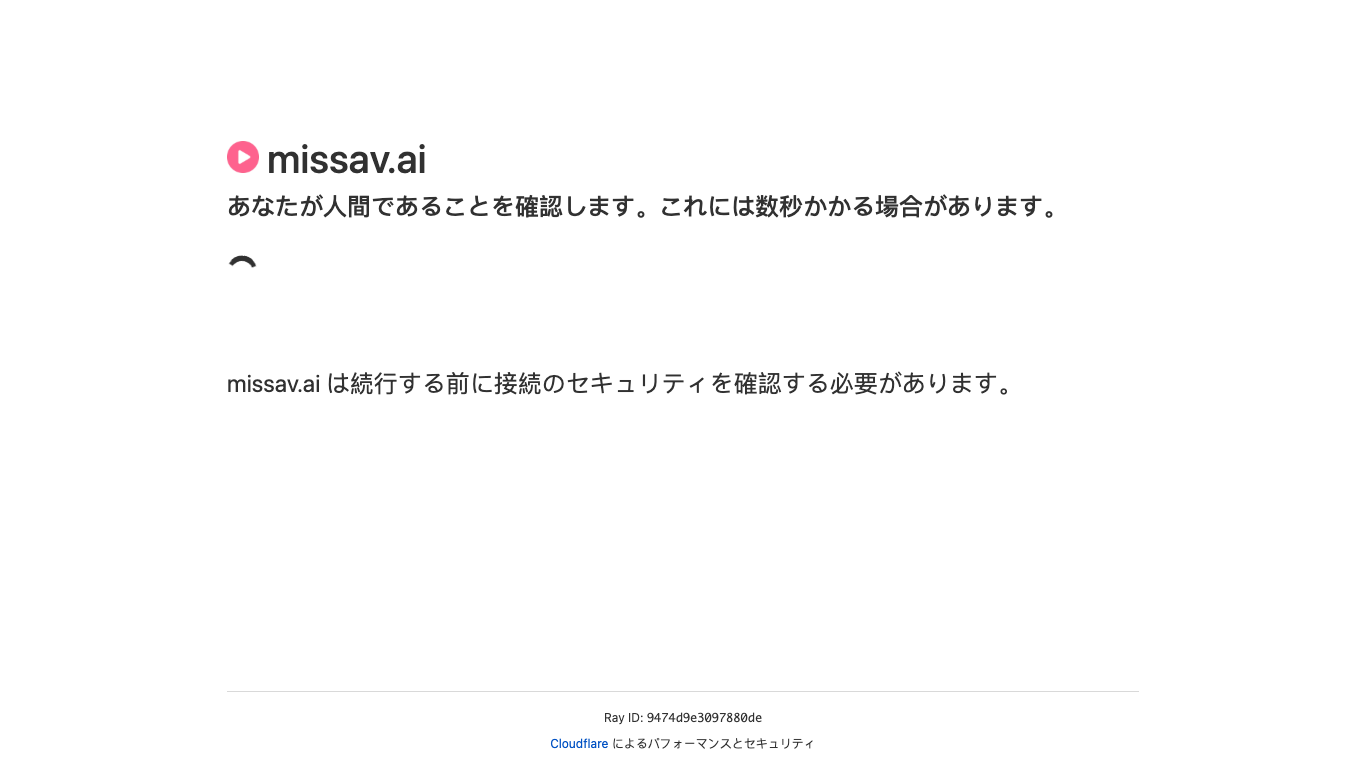 missav.ai
あなたが人間であることを確認します。これには数秒かかる場合があります。
missav.ai は続行する前に接続のセキュリティを確認する必要があります。
Ray ID: 9474d9e3097880de
Cloudflare によるパフォーマンスとセキュリティ